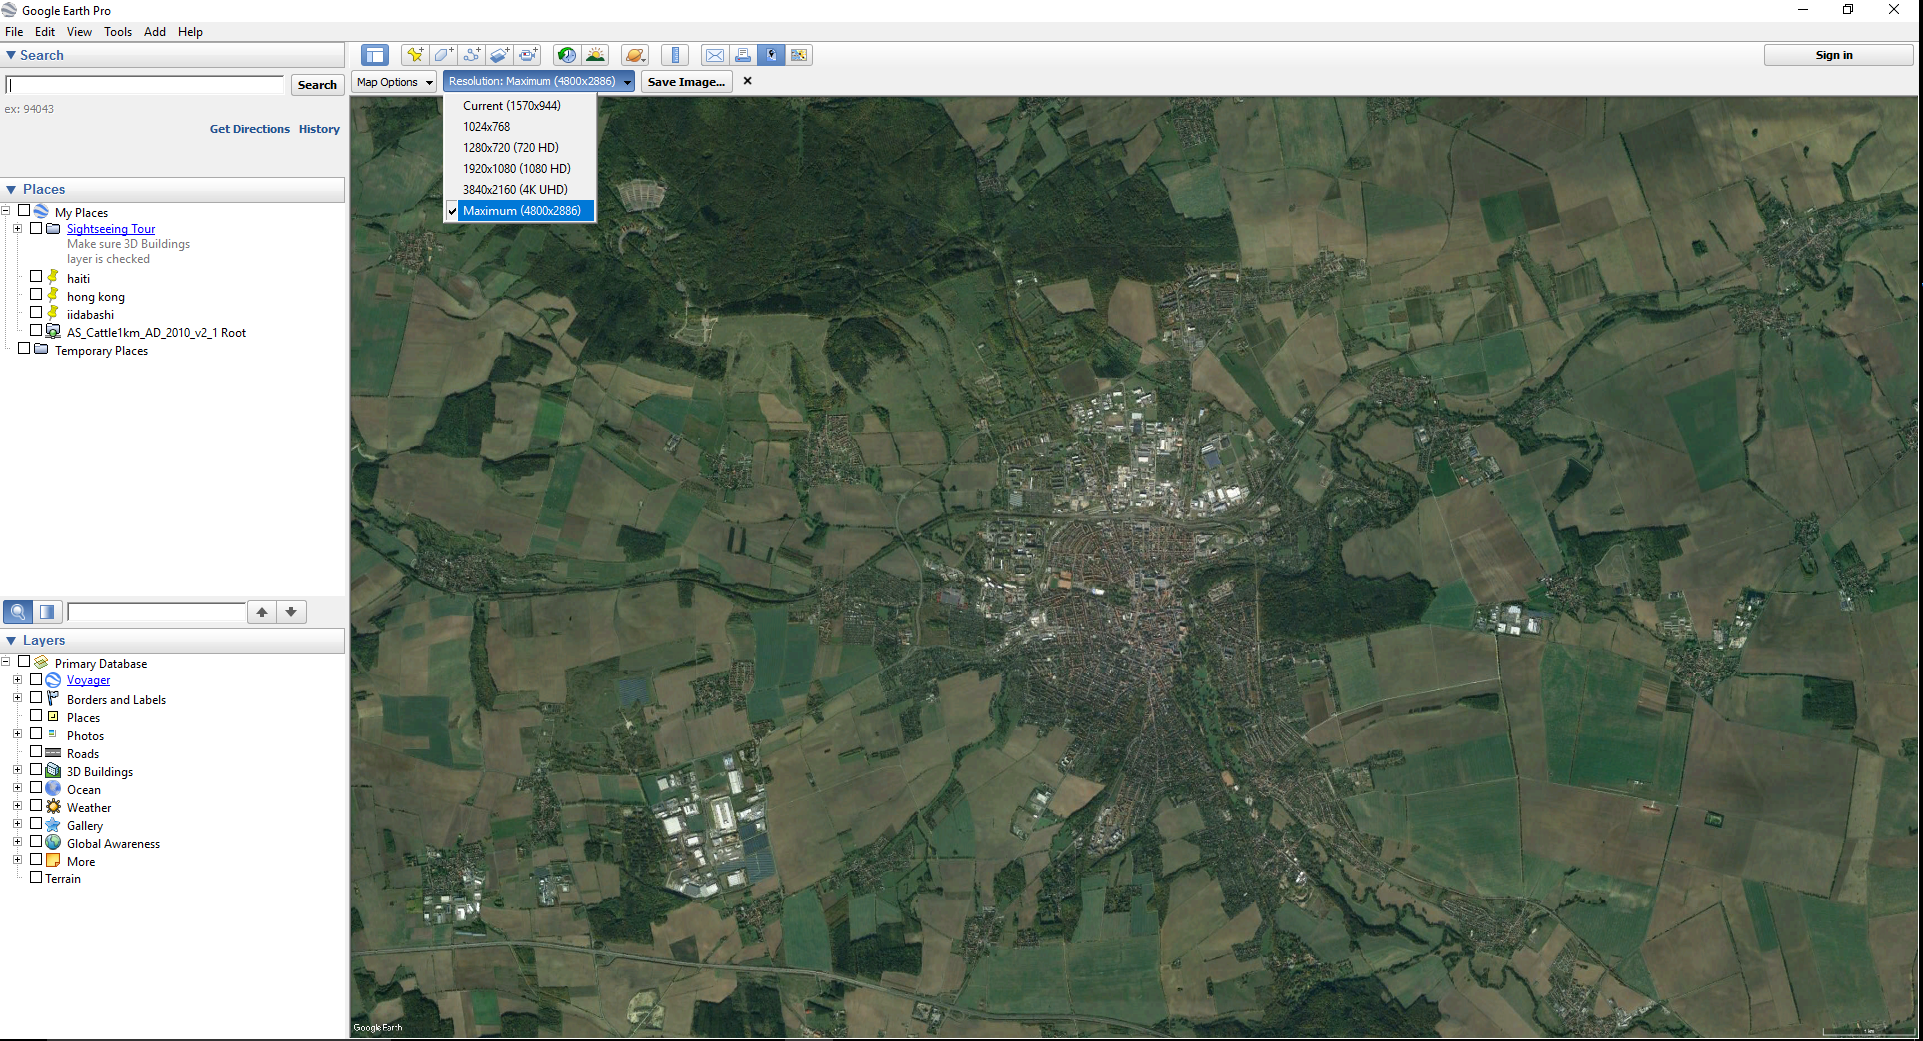 Google Earth Pro
File Edit View Tools Add Help
Search
Sign in
Search
Map Options
Resolution: Maximum (4800x2886)
Save Image...
ex: 94043
Get Directions History
Current (1570x944)
1024x768
1280x720 (720 HD)
1920x1080 (1080 HD)
3840x2160 (4K UHD)
Maximum (4800x2886)
Places
My Places
Sightseeing Tour
Make sure 3D Buildings
layer is checked
haiti
hong kong
iidabashi
AS_Cattle1km_AD_2010_v2_1 Root
Temporary Places
Layers
Primary Database
Voyager
Borders and Labels
Places
Photos
Roads
3D Buildings
Ocean
Weather
Gallery
Global Awareness
More
Terrain
Google Earth
1 km